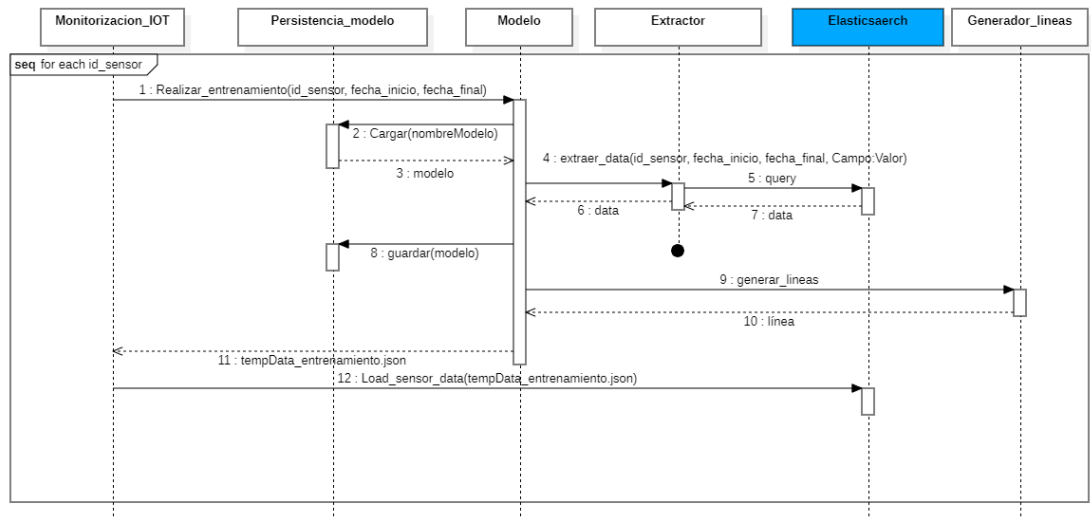 Monitorizacion_IOT
Persistencia_modelo
Modelo
Extractor
Elasticsaerch
Generador_lineas
seq for each id_sensor
1 : Realizar_entrenamiento(id_sensor, fecha_inicio, fecha_final)
2 : Cargar(nombreModelo)
3 : modelo
4 : extraer_data(id_sensor, fecha_inicio, fecha_final, Campo:Valor)
5 : query
6 : data
7 : data
8 : guardar(modelo)
9 : generar_lineas
10 : línea
11 : tempData_entrenamiento.json
12 : Load_sensor_data(tempData_entrenamiento.json)